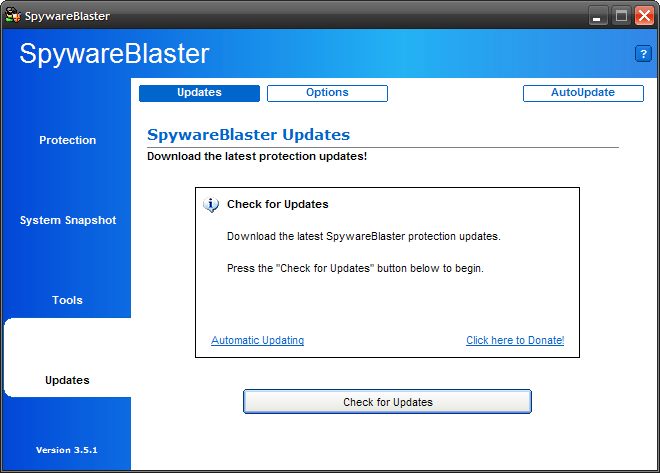 SpywareBlaster
SpywareBlaster
?
Updates
Options
AutoUpdate
Protection
System Snapshot
Tools
Updates
Version 3.5.1
SpywareBlaster Updates
Download the latest protection updates!
Check for Updates
Download the latest SpywareBlaster protection updates.
Press the "Check for Updates" button below to begin.
Automatic Updating
Click here to Donate!
Check for Updates